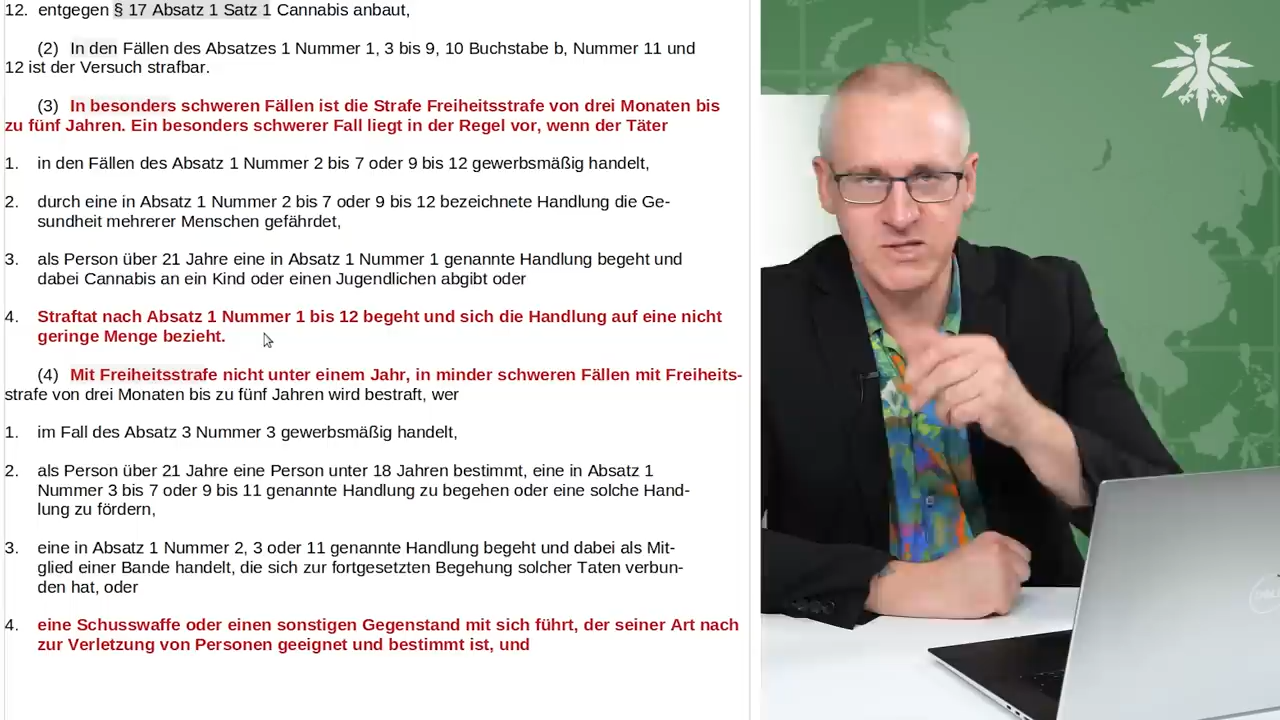 12. entgegen § 17 Absatz 1 Satz 1 Cannabis anbaut,
(2) In den Fällen des Absatzes 1 Nummer 1, 3 bis 9, 10 Buchstabe b, Nummer 11 und
12 ist der Versuch strafbar.
(3) In besonders schweren Fällen ist die Strafe Freiheitsstrafe von drei Monaten bis
zu fünf Jahren. Ein besonders schwerer Fall liegt in der Regel vor, wenn der Täter
1. in den Fällen des Absatz 1 Nummer 2 bis 7 oder 9 bis 12 gewerbsmäßig handelt,
2. durch eine in Absatz 1 Nummer 2 bis 7 oder 9 bis 12 bezeichnete Handlung die Ge-
sundheit mehrerer Menschen gefährdet,
3. als Person über 21 Jahre eine in Absatz 1 Nummer 1 genannte Handlung begeht und
dabei Cannabis an ein Kind oder einen Jugendlichen abgibt oder
4. Straftat nach Absatz 1 Nummer 1 bis 12 begeht und sich die Handlung auf eine nicht
geringe Menge bezieht.
(4) Mit Freiheitsstrafe nicht unter einem Jahr, in minder schweren Fällen mit Freiheits-
strafe von drei Monaten bis zu fünf Jahren wird bestraft, wer
1. im Fall des Absatz 3 Nummer 3 gewerbsmäßig handelt,
2. als Person über 21 Jahre eine Person unter 18 Jahren bestimmt, eine in Absatz 1
Nummer 3 bis 7 oder 9 bis 11 genannte Handlung zu begehen oder eine solche Hand-
lung zu fördern,
3. eine in Absatz 1 Nummer 2, 3 oder 11 genannte Handlung begeht und dabei als Mit-
glied einer Bande handelt, die sich zur fortgesetzten Begehung solcher Taten verbun-
den hat, oder
4. eine Schusswaffe oder einen sonstigen Gegenstand mit sich führt, der seiner Art nach
zur Verletzung von Personen geeignet und bestimmt ist, und